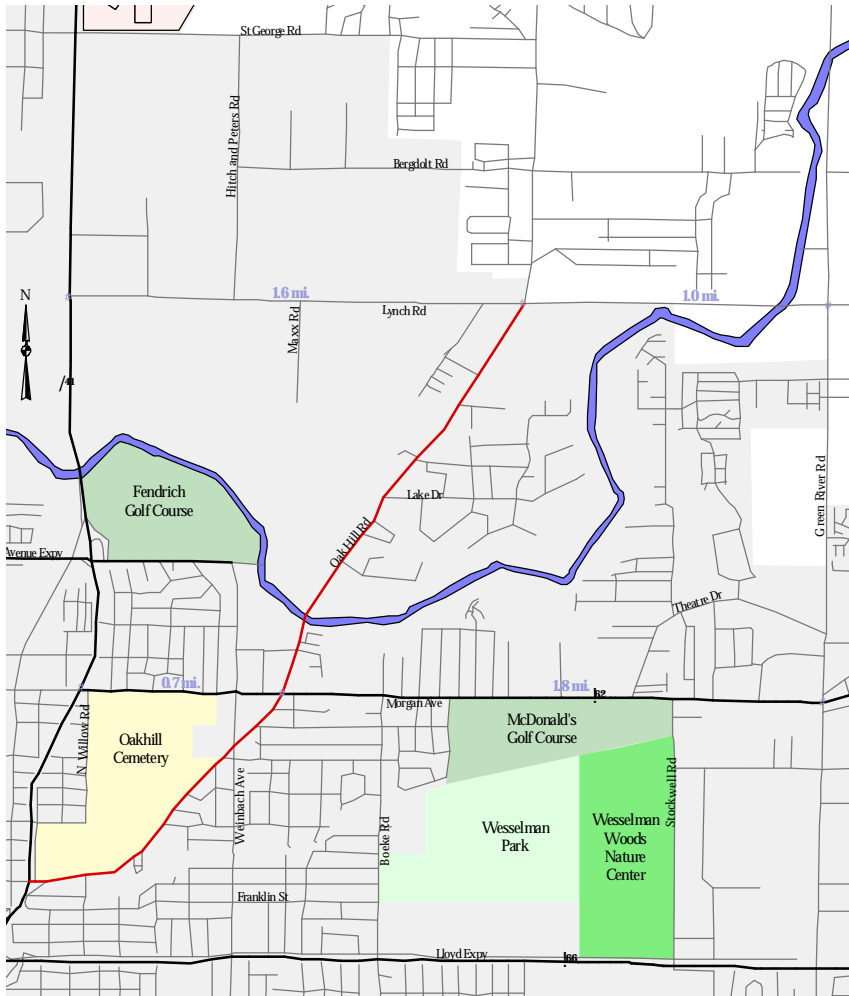 St George Rd
Hitch and Peters Rd
Bergdolt Rd
N
1.6 mi.
1.0 mi.
Maxx Rd
Lynch Rd
41
Fendrich
Golf Course
Green River Rd
Lake Dr
Oak Hill Rd
Avenue Expy
Theatre Dr
0.7 mi.
1.8 mi.
62
N Willow Rd
Morgan Ave
Oakhill
Cemetery
McDonald's
Golf Course
Weinbach Ave
Stockwell Rd
Boeke Rd
Wesselman
Park
Wesselman
Woods
Nature
Center
Franklin St
Lloyd Expy
66